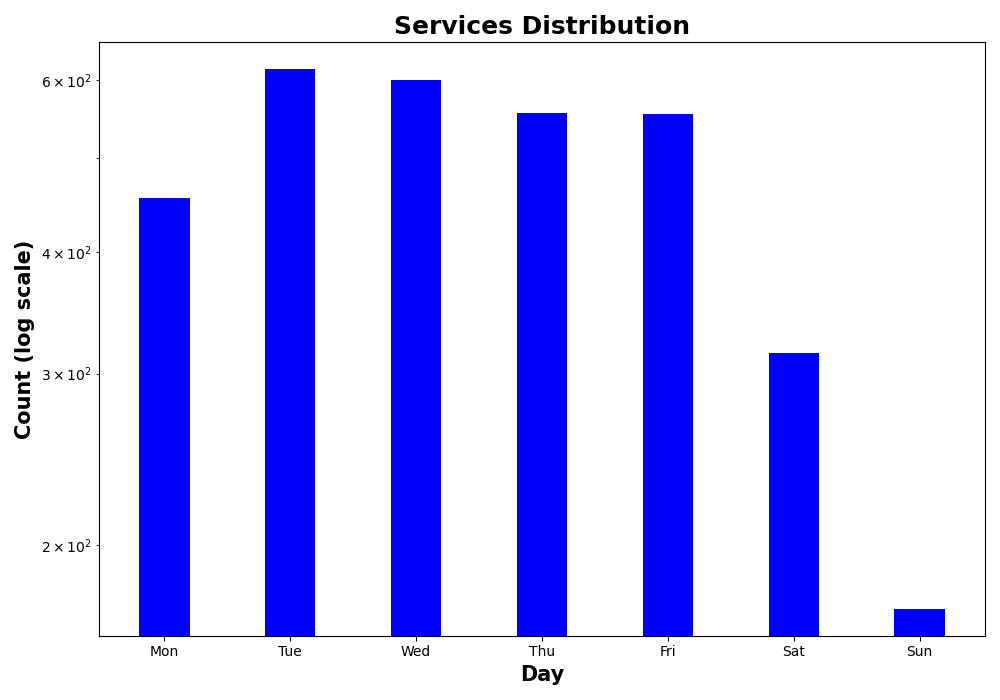 Services Distribution
6 × 10²
4 × 10²
3 × 10²
2 × 10²
Count (log scale)
Mon Tue Wed Thu Fri Sat Sun
Day